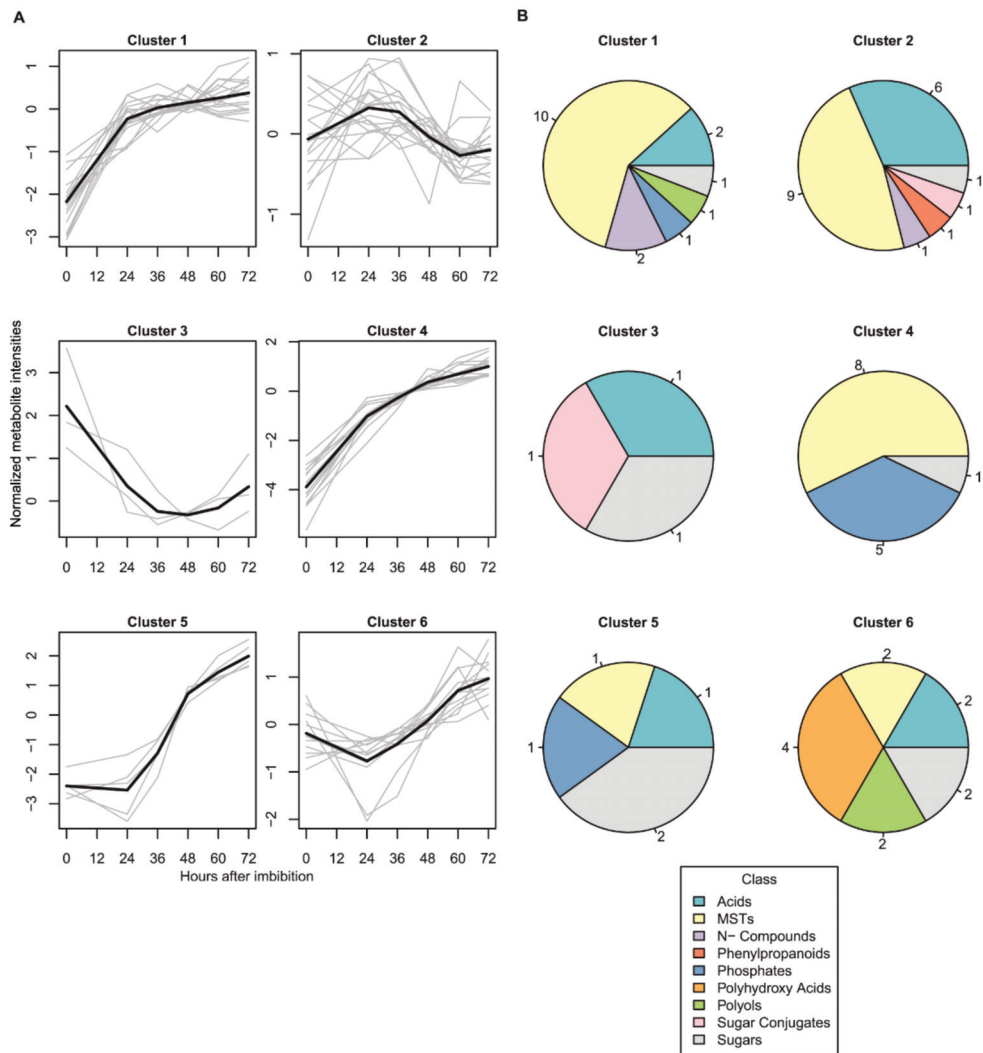 A
B
Cluster 1
Cluster 2
Cluster 1
Cluster 2
1
0
−1
−2
−3
0 12 24 36 48 60 72
1
0
−1
0 12 24 36 48 60 72
10
2
1
1
1
2
6
9
1
1
1
1
Normalized metabolite intensities
Cluster 3
Cluster 4
Cluster 3
Cluster 4
3
2
1
0
0 12 24 36 48 60 72
2
0
−2
−4
0 12 24 36 48 60 72
1
1
1
8
1
5
Cluster 5
Cluster 6
Cluster 5
Cluster 6
2
1
0
−1
−2
−3
0 12 24 36 48 60 72
1
0
−1
−2
0 12 24 36 48 60 72
Hours after imbibition
1
1
1
2
2
2
4
2
2
Class
Acids
MSTs
N− Compounds
Phenylpropanoids
Phosphates
Polyhydroxy Acids
Polyols
Sugar Conjugates
Sugars